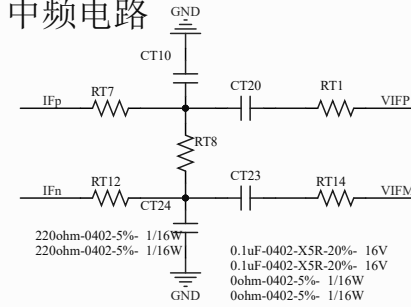 中频电路
GND
CT10
CT20
RT1
IFp
RT7
VIFP
RT8
CT23
IFn
RT12
RT14
VIFM
CT24
220ohm-0402-5%- 1/16W
220ohm-0402-5%- 1/16W
0.1uF-0402-X5R-20%- 16V
0.1uF-0402-X5R-20%- 16V
0ohm-0402-5%- 1/16W
0ohm-0402-5%- 1/16W
GND